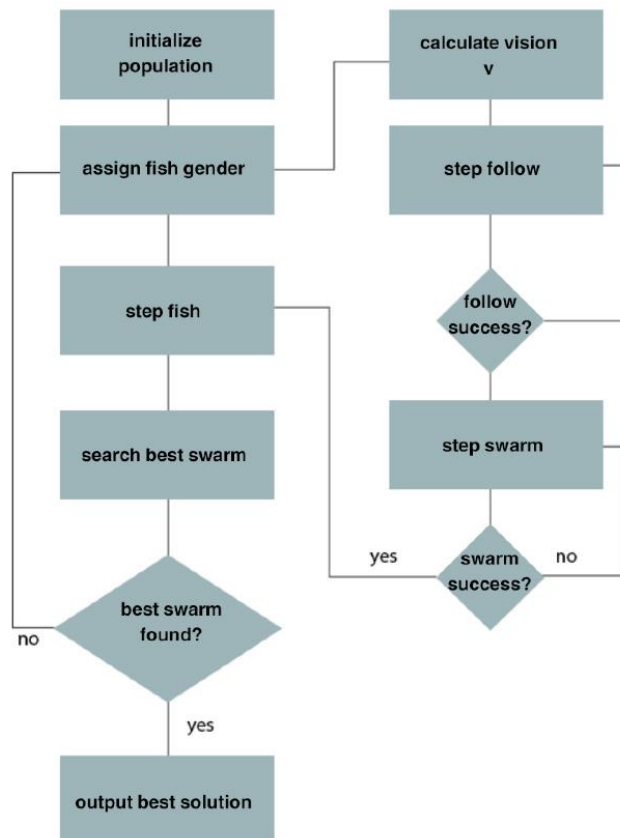 initialize
population
assign fish gender
step fish
search best swarm
best swarm
found?
no
yes
output best solution
calculate vision
v
step follow
follow
success?
step swarm
swarm
success?
yes
no